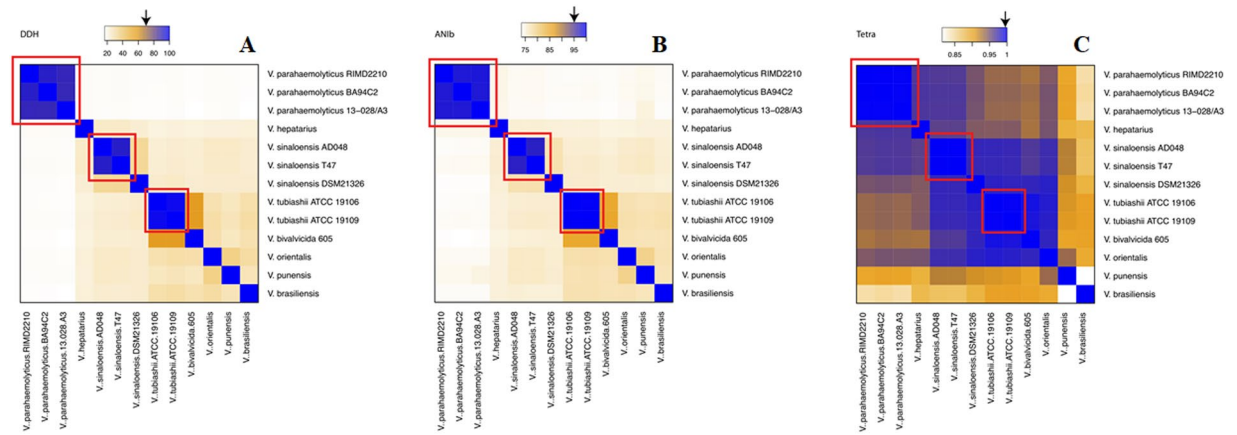 DDH
20 40 60 80 100
A
V. parahaemolyticus RIMD2210
V. parahaemolyticus BA94C2
V. parahaemolyticus 13–028/A3
V. hepatarius
V. sinaloensis AD048
V. sinaloensis T47
V. sinaloensis DSM21326
V. tubiashii ATCC 19106
V. tubiashii ATCC 19109
V. bivalvicida 605
V. orientalis
V. punensis
V. brasiliensis
V..parahaemolyticus.RIMD2210
V..parahaemolyticus.BA94C2
V..parahaemolyticus.13.028.A3
V..hepatarius
V..sinaloensis.AD048
V..sinaloensis.T47
V..sinaloensis.DSM21326
V..tubiashii.ATCC.19106
V..tubiashii.ATCC.19109
V..bivalvicida.605
V..orientalis
V..punensis
V..brasiliensis
ANIb
75 85 95
B
V. parahaemolyticus RIMD2210
V. parahaemolyticus BA94C2
V. parahaemolyticus 13–028/A3
V. hepatarius
V. sinaloensis AD048
V. sinaloensis T47
V. sinaloensis DSM21326
V. tubiashii ATCC 19106
V. tubiashii ATCC 19109
V. bivalvicida 605
V. orientalis
V. punensis
V. brasiliensis
V..parahaemolyticus.RIMD2210
V..parahaemolyticus.BA94C2
V..parahaemolyticus.13.028.A3
V..hepatarius
V..sinaloensis.AD048
V..sinaloensis.T47
V..sinaloensis.DSM21326
V..tubiashii.ATCC.19106
V..tubiashii.ATCC.19109
V..bivalvicida.605
V..orientalis
V..punensis
V..brasiliensis
Tetra
0.85 0.95 1
C
V. parahaemolyticus RIMD2210
V. parahaemolyticus BA94C2
V. parahaemolyticus 13–028/A3
V. hepatarius
V. sinaloensis AD048
V. sinaloensis T47
V. sinaloensis DSM21326
V. tubiashii ATCC 19106
V. tubiashii ATCC 19109
V. bivalvicida 605
V. orientalis
V. punensis
V. brasiliensis
V..parahaemolyticus.RIMD2210
V..parahaemolyticus.BA94C2
V..parahaemolyticus.13.028.A3
V..hepatarius
V..sinaloensis.AD048
V..sinaloensis.T47
V..sinaloensis.DSM21326
V..tubiashii.ATCC.19106
V..tubiashii.ATCC.19109
V..bivalvicida.605
V..orientalis
V..punensis
V..brasiliensis